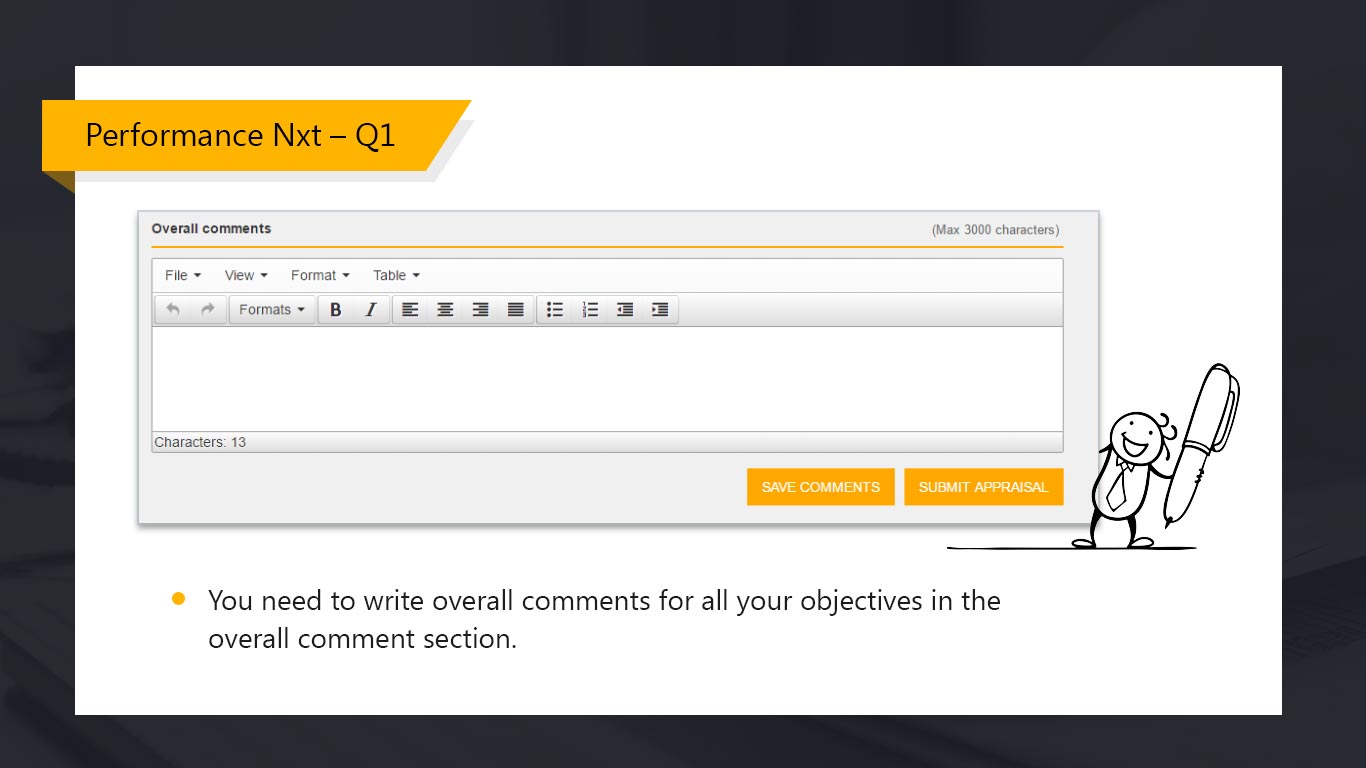 Performance Nxt – Q1
Overall comments (Max 3000 characters)
File View Format Table
Formats B I
Characters: 13
SAVE COMMENTS SUBMIT APPRAISAL
You need to write overall comments for all your objectives in the
overall comment section.